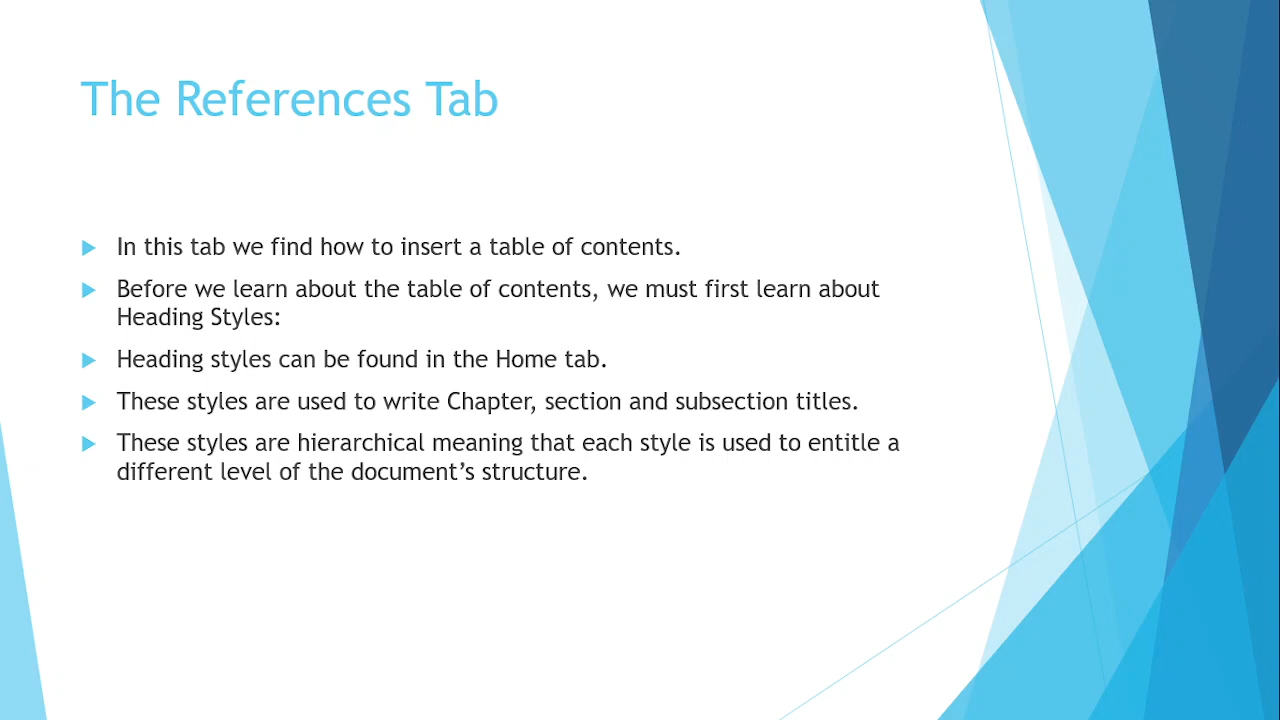 The References Tab
In this tab we find how to insert a table of contents.
Before we learn about the table of contents, we must first learn about
Heading Styles:
Heading styles can be found in the Home tab.
These styles are used to write Chapter, section and subsection titles.
These styles are hierarchical meaning that each style is used to entitle a
different level of the document’s structure.